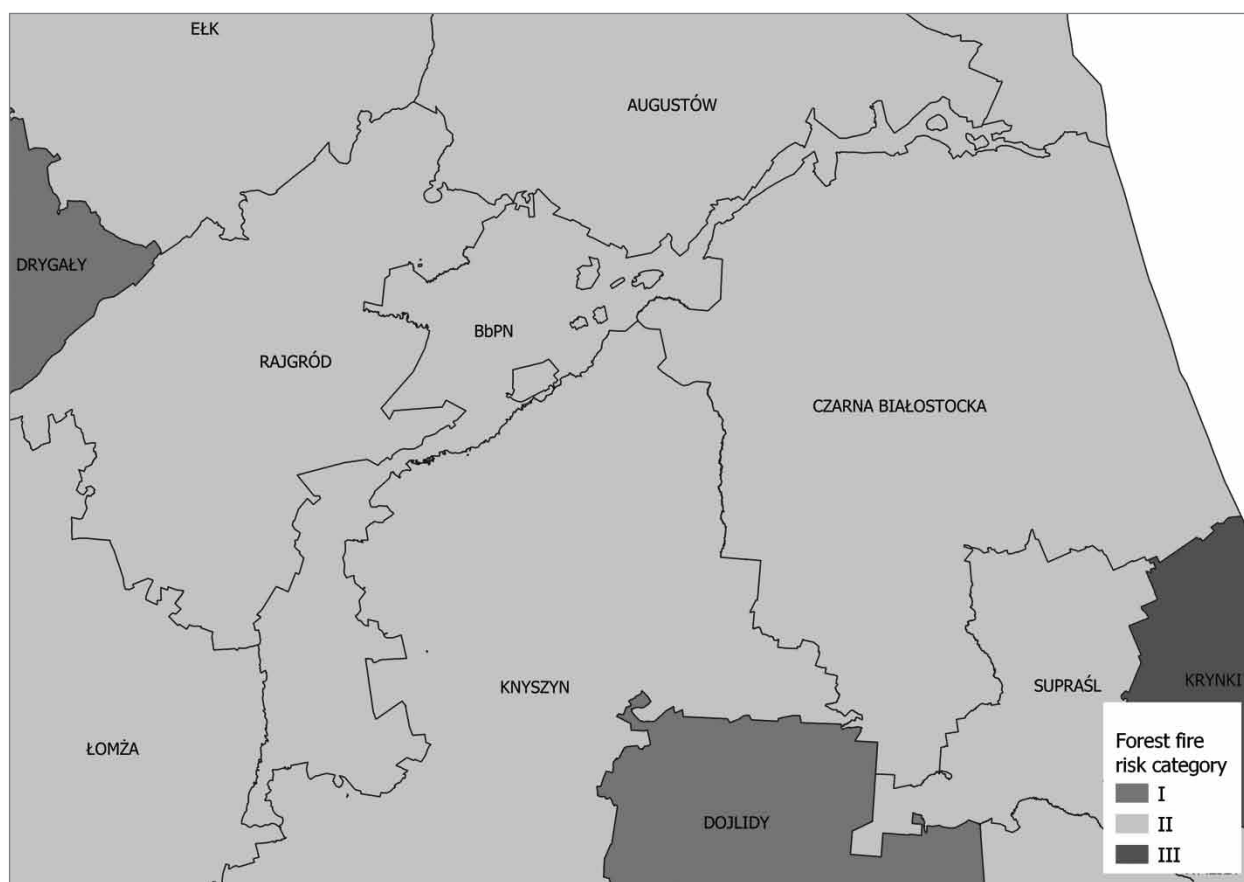 EŁK
AUGUSTÓW
DRYGAŁY
BbPN
RAJGRÓD
CZARNA BIAŁOSTOCKA
KNYSZYN
SUPRAŚL
KRYNKI
ŁOMŻA
DOJLIDY
Forest fire
risk category
I
II
III